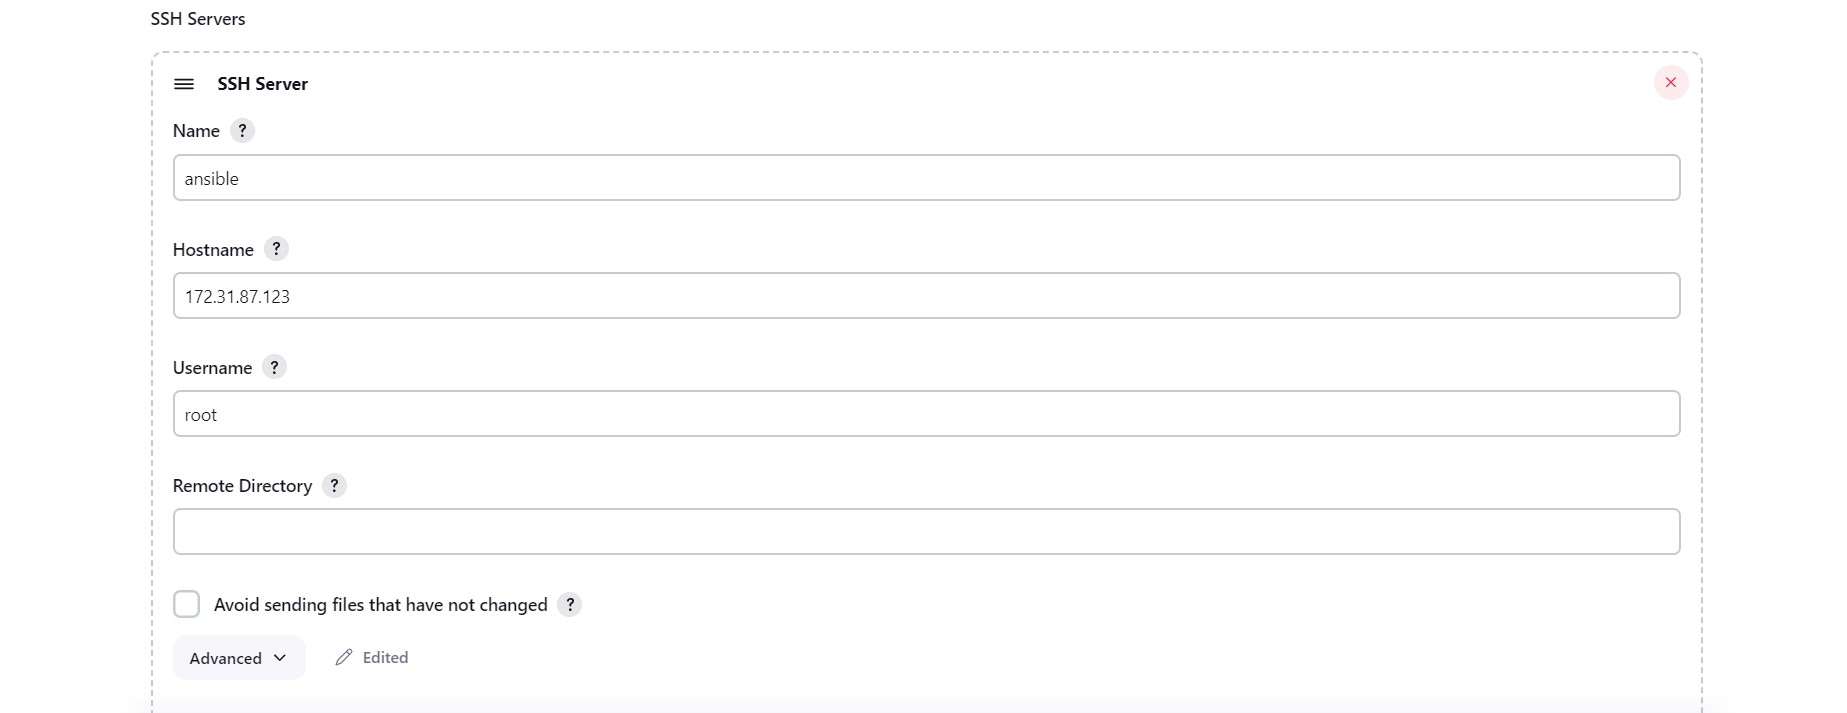 SSH Servers
SSH Server
Name ?
ansible
Hostname ?
172.31.87.123
Username ?
root
Remote Directory ?
Avoid sending files that have not changed ?
Advanced
Edited